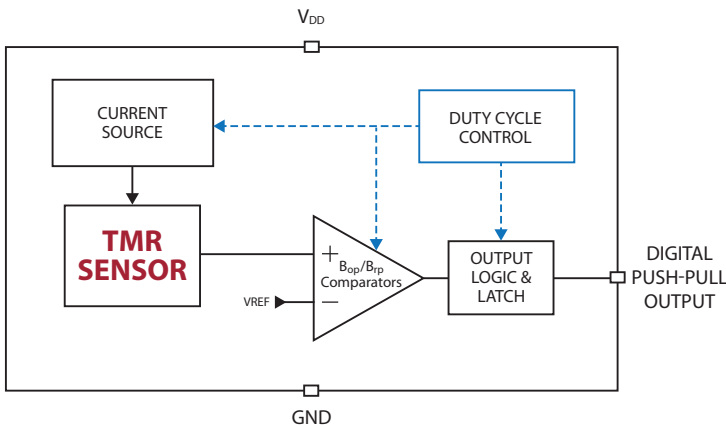 VDD
CURRENT
SOURCE
DUTY CYCLE
CONTROL
TMR
SENSOR
+
Bop/Brp
Comparators
VREF
−
OUTPUT
LOGIC &
LATCH
DIGITAL
PUSH-PULL
OUTPUT
GND